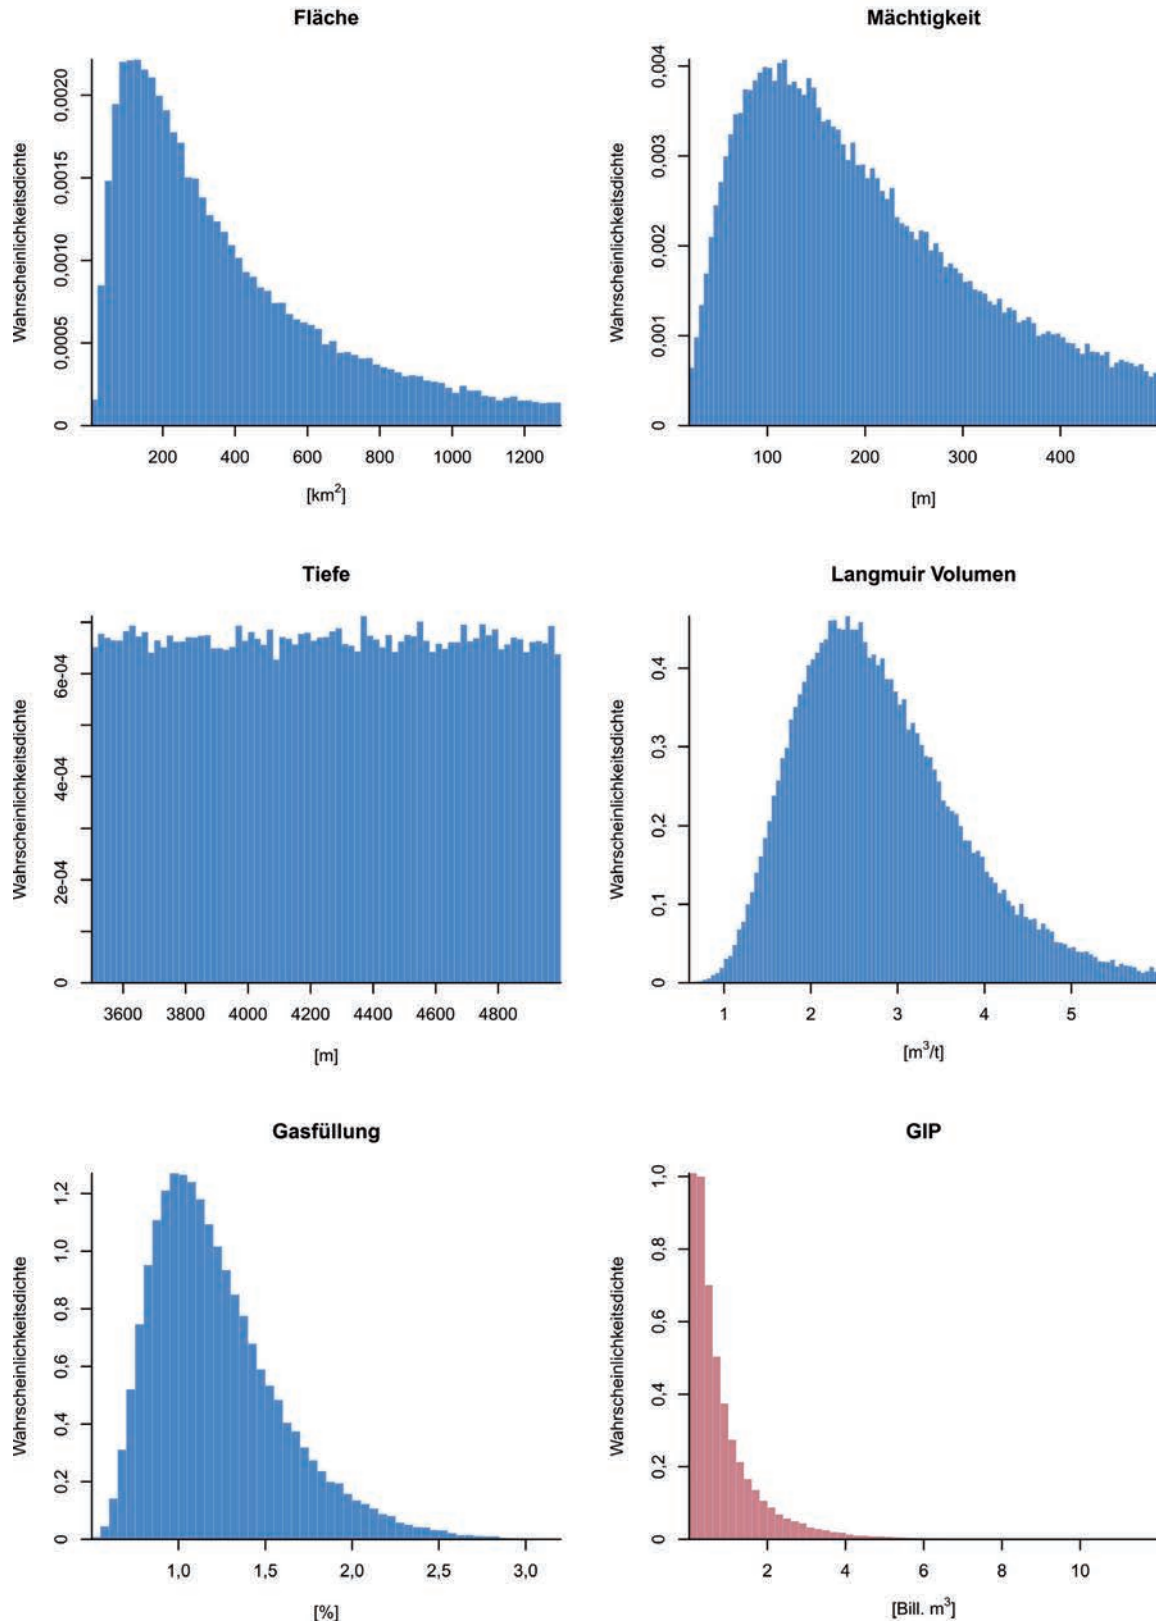 Fläche
Wahrscheinlichkeitsdichte
0 0,0005 0,0010 0,0015 0,0020
200 400 600 800 1000 1200
[km²]
Mächtigkeit
Wahrscheinlichkeitsdichte
0 0,001 0,002 0,003 0,004
100 200 300 400
[m]
Tiefe
Wahrscheinlichkeitsdichte
0 2e-04 4e-04 6e-04
3600 3800 4000 4200 4400 4600 4800
[m]
Langmuir Volumen
Wahrscheinlichkeitsdichte
0 0,1 0,2 0,3 0,4
1 2 3 4 5
[m³/t]
Gasfüllung
Wahrscheinlichkeitsdichte
0 0,2 0,4 0,6 0,8 1,0 1,2
1,0 1,5 2,0 2,5 3,0
[%]
GIP
Wahrscheinlichkeitsdichte
0 0,2 0,4 0,6 0,8 1,0
2 4 6 8 10
[Bill. m³]